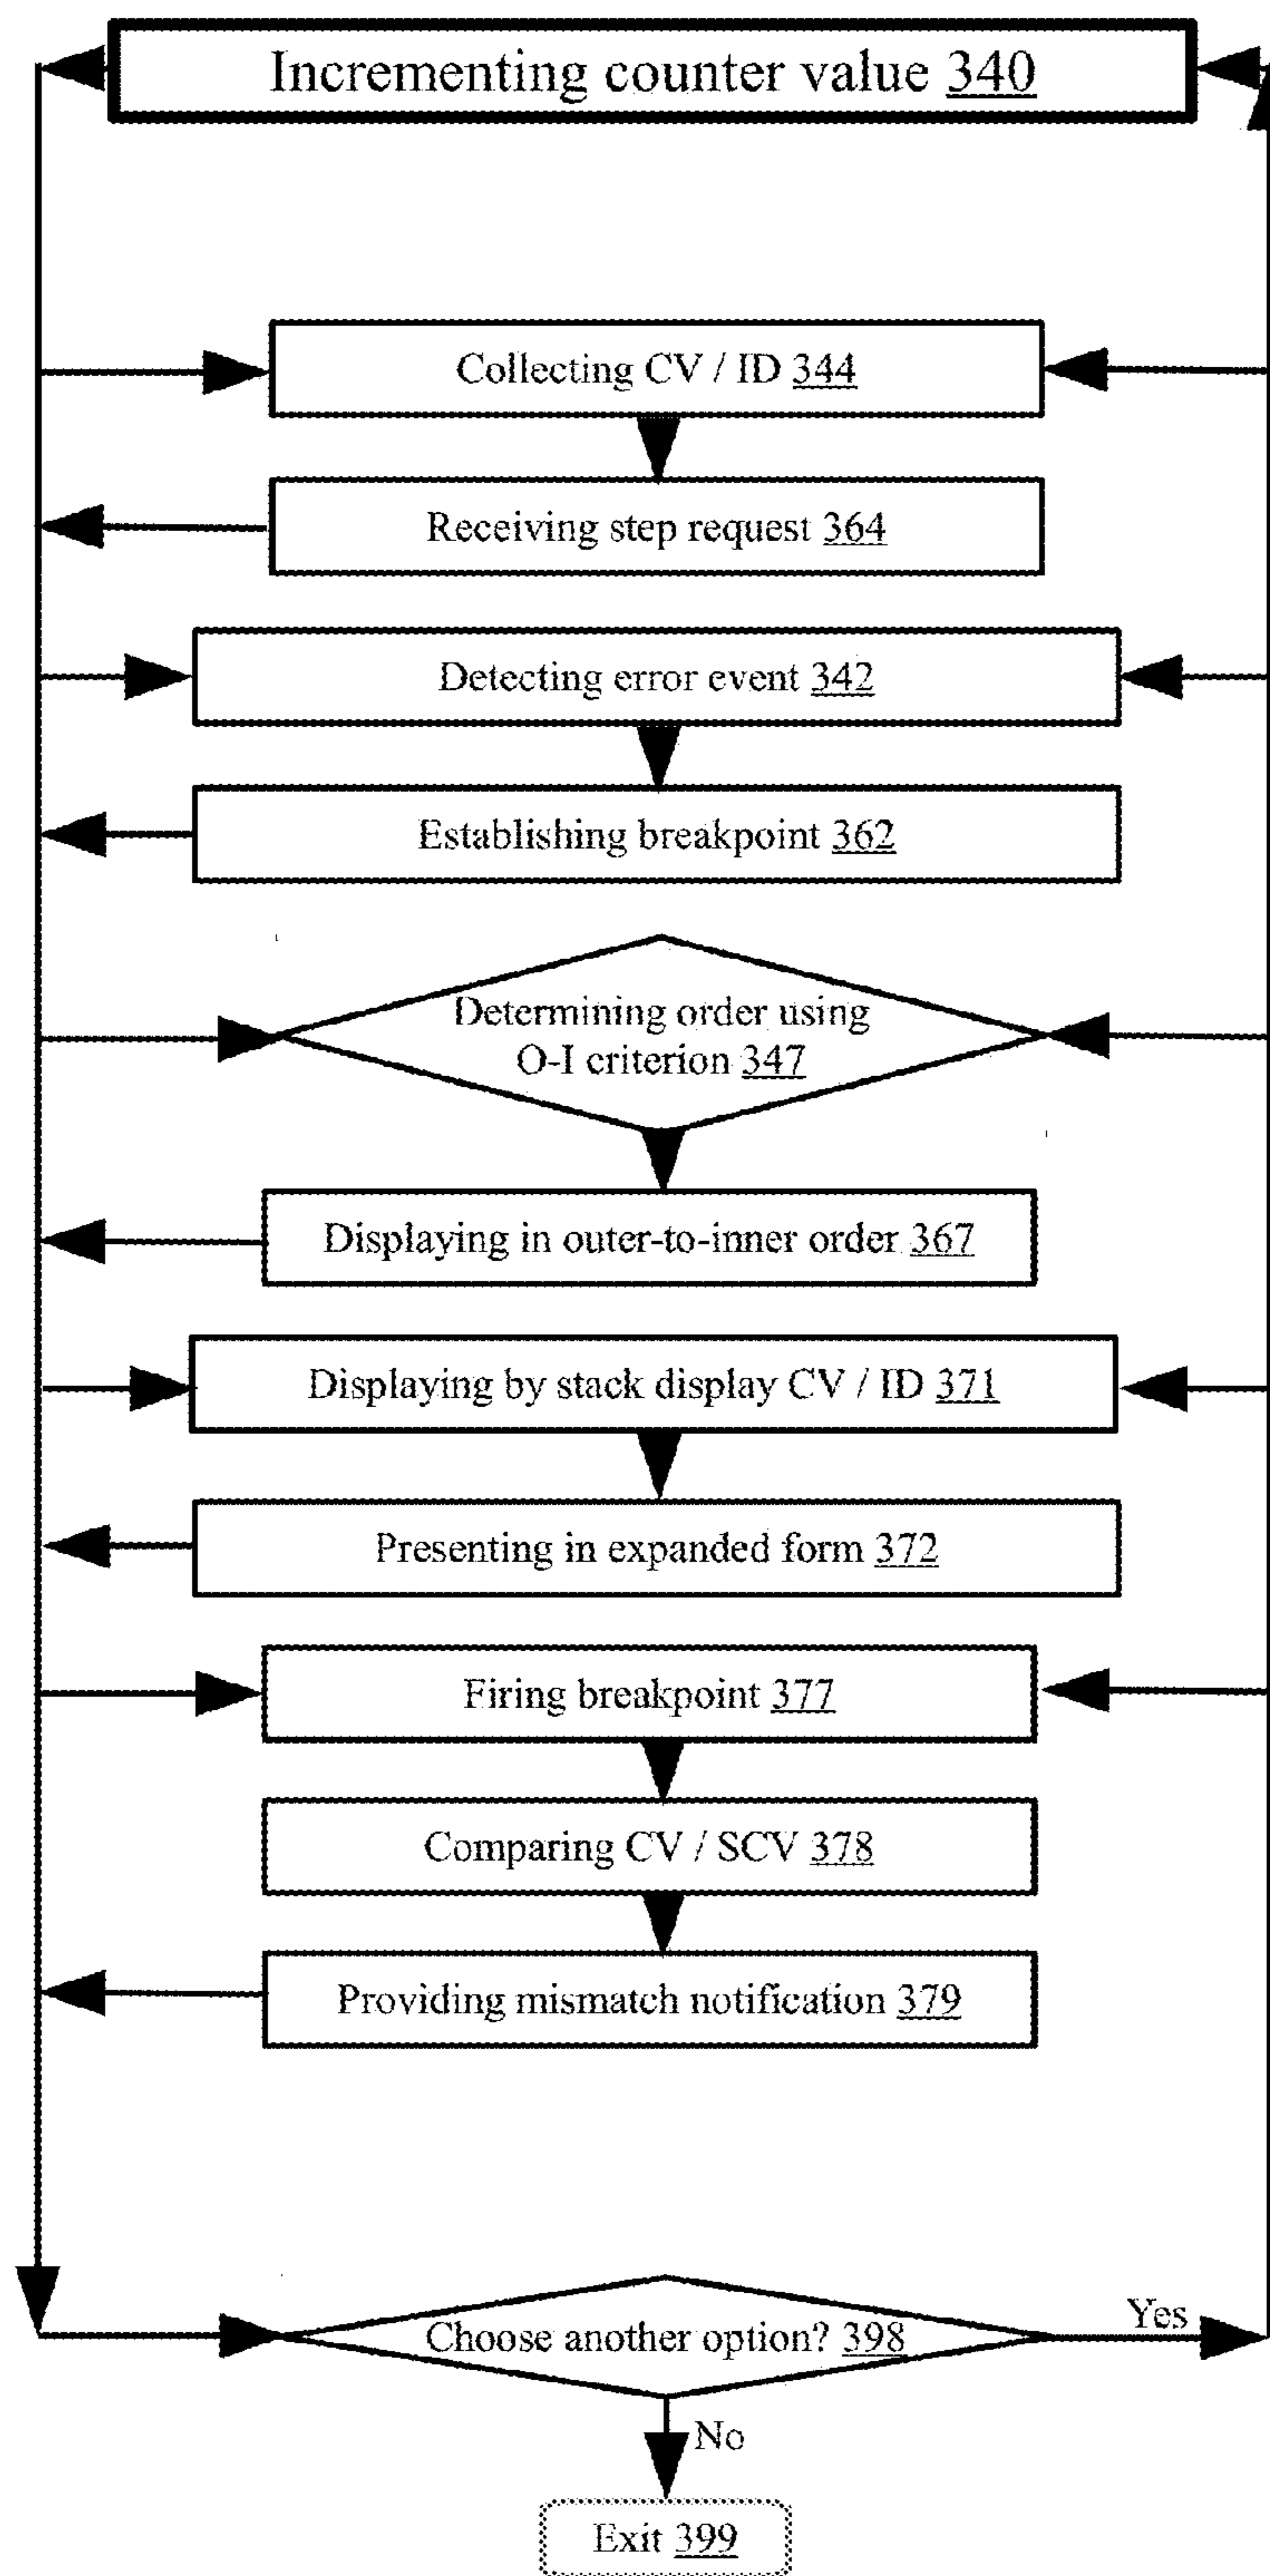 Incrementing counter value 340
Collecting CV / ID 344
Receiving step request 364
Detecting error event 342
Establishing breakpoint 362
Determining order using
O-I criterion 347
Displaying in outer-to-inner order 367
Displaying by stack display CV / ID 371
Presenting in expanded form 372
Firing breakpoint 377
Comparing CV / SCV 378
Providing mismatch notification 379
Choose another option? 398
Yes
No
Exit 399